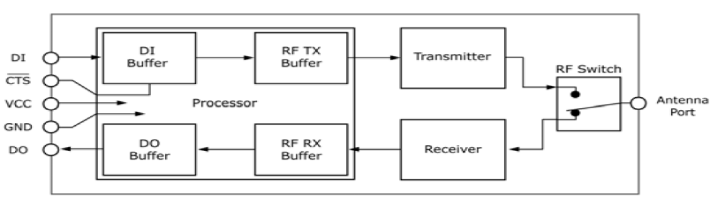 DI
CTS
VCC
GND
DO
DI
Buffer
RF TX
Buffer
Processor
DO
Buffer
RF RX
Buffer
Transmitter
Receiver
RF Switch
Antenna
Port